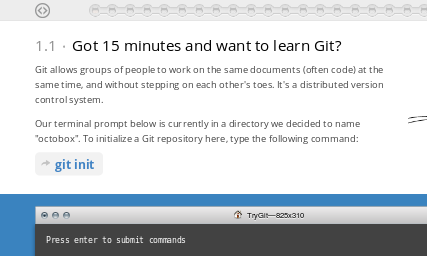 1.1 · Got 15 minutes and want to learn Git?
Git allows groups of people to work on the same documents (often code) at the
same time, and without stepping on each other's toes. It's a distributed version
control system.
Our terminal prompt below is currently in a directory we decided to name
"octobox". To initialize a Git repository here, type the following command:
git init
TryGit—825x310
Press enter to submit commands